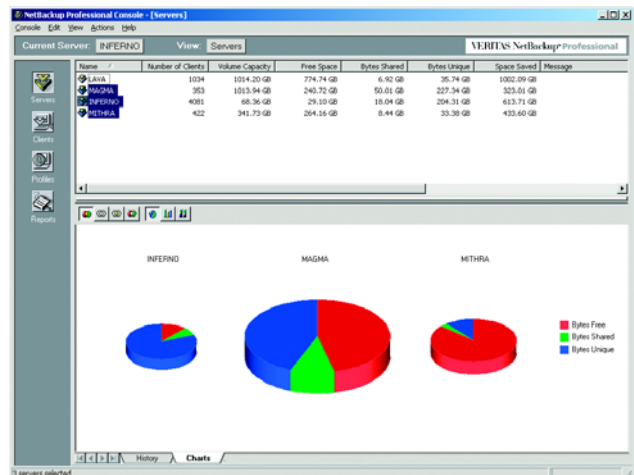 NetBackup Professional Console - [Servers]
Console Edit View Actions Help
Current Server: INFERNO View: Servers VERITAS NetBackup Professional
Name Number of Clients Volume Capacity Free Space Bytes Shared Bytes Unique Space Saved Message
LAVA 1034 1014.20 GB 774.74 GB 6.92 GB 35.74 GB 1002.09 GB
MAGMA 353 1013.94 GB 240.72 GB 50.01 GB 227.34 GB 323.01 GB
INFERNO 4081 68.36 GB 29.10 GB 18.04 GB 204.31 GB 613.71 GB
MITHRA 422 341.73 GB 264.16 GB 8.44 GB 33.38 GB 433.60 GB
Servers
Clients
Profiles
Reports
INFERNO MAGMA MITHRA
Bytes Free
Bytes Shared
Bytes Unique
History Charts
3 servers selected